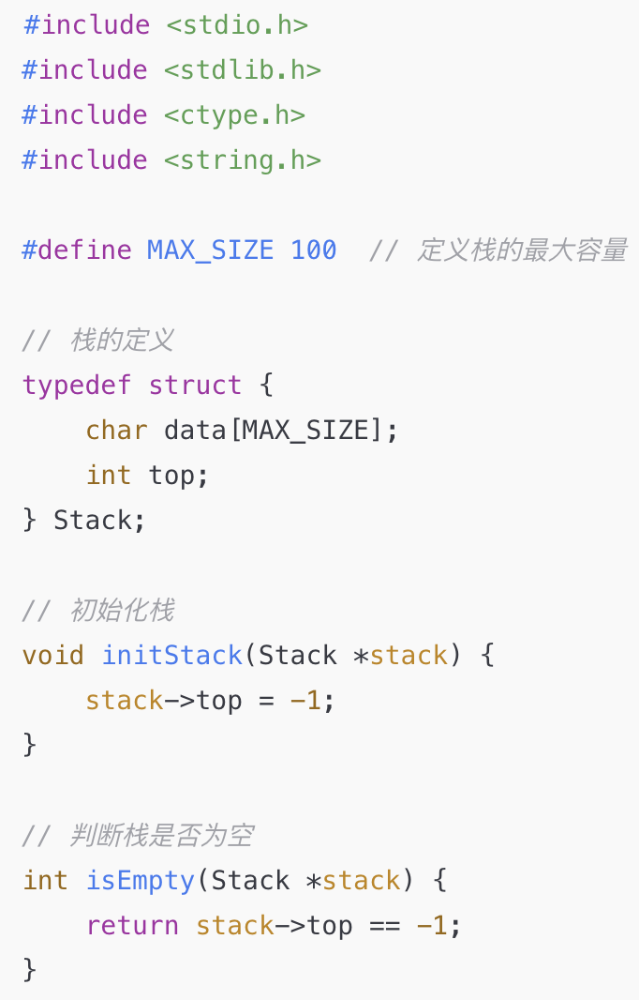 #include <stdio.h>
#include <stdlib.h>
#include <ctype.h>
#include <string.h>

#define MAX_SIZE 100  // 定义栈的最大容量

// 栈的定义
typedef struct {
    char data[MAX_SIZE];
    int top;
} Stack;

// 初始化栈
void initStack(Stack *stack) {
    stack->top = -1;
}

// 判断栈是否为空
int isEmpty(Stack *stack) {
    return stack->top == -1;
}